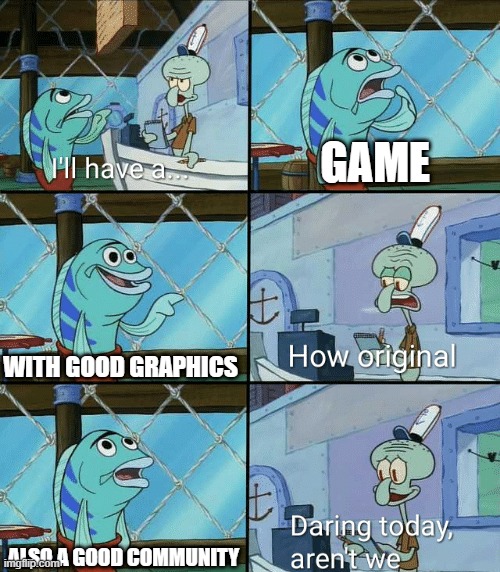 I'll have a...
GAME
WITH GOOD GRAPHICS
How original
ALSO A GOOD COMMUNITY
imgflip.com
Daring today,
aren't we